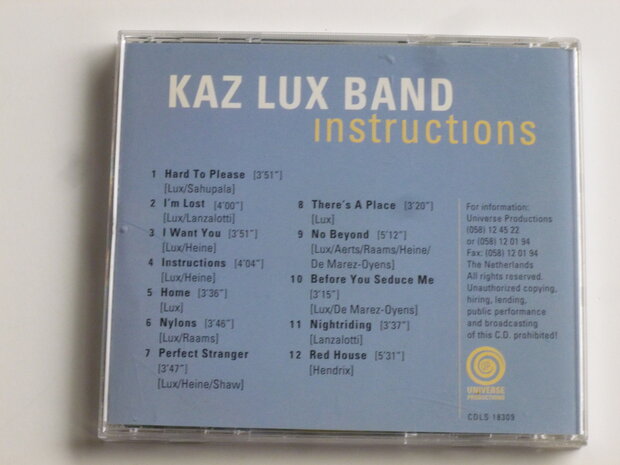 KAZ LUX BAND
instructions
1 Hard To Please [3'51"]
[Lux/Sahupala]
2 I'm Lost [4'00"]
[Lux/Lanzalotti]
3 I Want You [3'51"]
[Lux/Heine]
4 Instructions [4'04"]
[Lux/Heine]
5 Home [3'36"]
[Lux]
6 Nylons [3'46"]
[Lux/Raams]
7 Perfect Stranger
[3'47"]
[Lux/Heine/Shaw]
8 There's A Place [3'20"]
[Lux]
9 No Beyond [5'12"]
[Lux/Aerts/Raams/Heine/
De Marez-Oyens]
10 Before You Seduce Me
[3'15"]
[Lux/De Marez-Oyens]
11 Nightriding [3'37"]
[Lanzalotti]
12 Red House [5'31"]
[Hendrix]
For information:
Universe Productions
(058) 12 45 22
or (058) 12 01 94
Fax: (058) 12 01 94
The Netherlands
All rights reserved.
Unauthorized copying,
hiring, lending,
public performance
and broadcasting
of this C.D. prohibited!
UNIVERSE
PRODUCTIONS
CDLS 18309